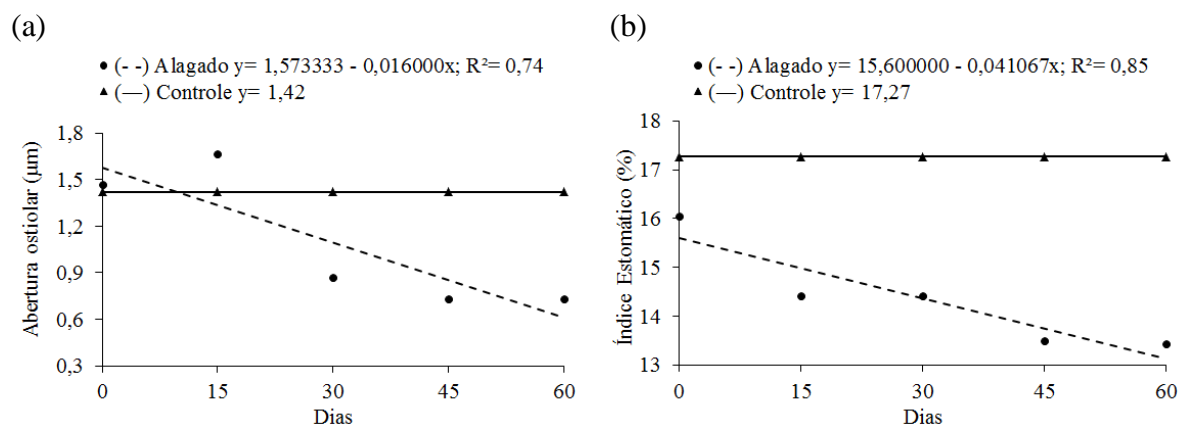 (a)
● (- -) Alagado y= 1,573333 - 0,016000x; R²= 0,74
▲ (—) Controle y= 1,42
Abertura ostiolar (µm)
1,8
1,5
1,2
0,9
0,6
0,3
0 15 30 45 60
Dias
(b)
● (- -) Alagado y= 15,600000 - 0,041067x; R²= 0,85
▲ (—) Controle y= 17,27
Índice Estomático (%)
18
17
16
15
14
13
0 15 30 45 60
Dias